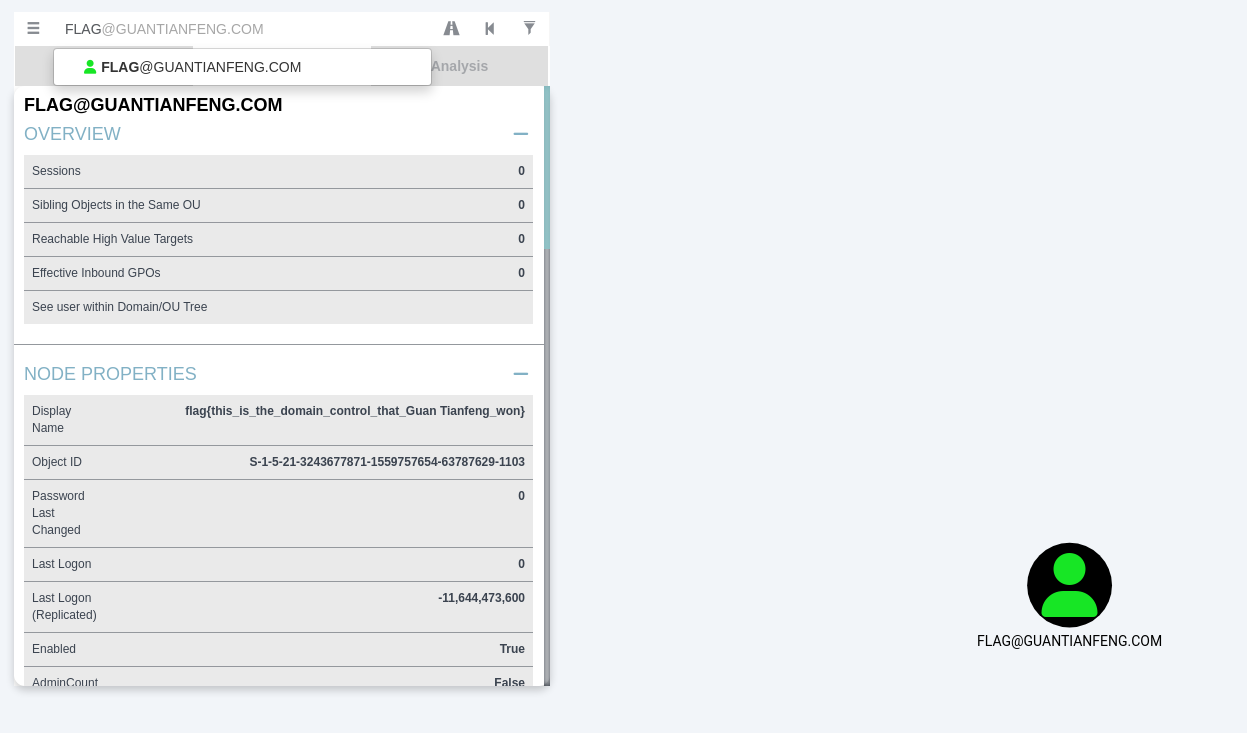 FLAG@GUANTIANFENG.COM
FLAG@GUANTIANFENG.COM
Analysis
FLAG@GUANTIANFENG.COM
OVERVIEW
Sessions 0
Sibling Objects in the Same OU 0
Reachable High Value Targets 0
Effective Inbound GPOs 0
See user within Domain/OU Tree
NODE PROPERTIES
Display flag{this_is_the_domain_control_that_Guan Tianfeng_won}
Name
Object ID S-1-5-21-3243677871-1559757654-63787629-1103
Password 0
Last
Changed
Last Logon 0
Last Logon -11,644,473,600
(Replicated)
Enabled True
AdminCount False
FLAG@GUANTIANFENG.COM